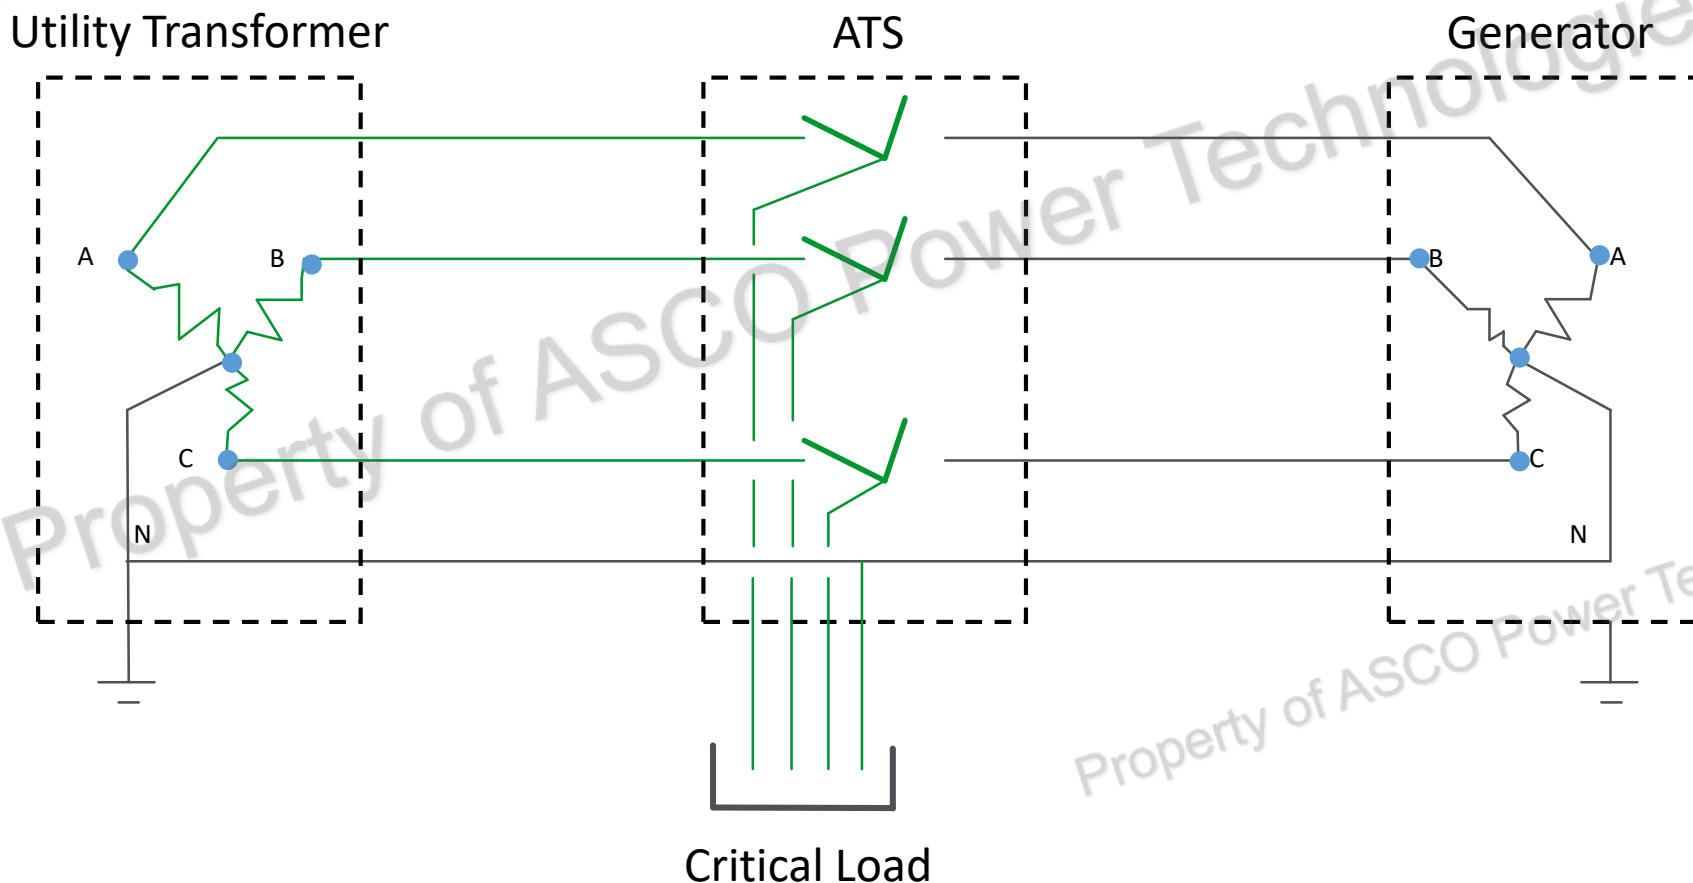 Utility Transformer
ATS
Generator
A
B
B
A
C
C
N
N
Critical Load
Property of ASCO Power Technologie
Property of ASCO Power Te